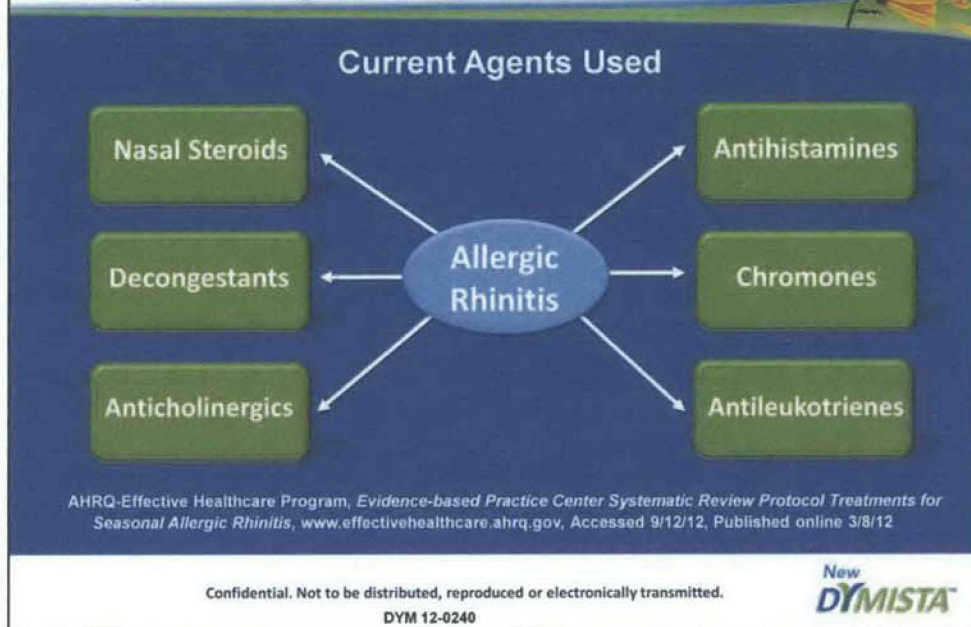 Current Agents Used
Nasal Steroids
Antihistamines
Allergic
Rhinitis
Decongestants
Chromones
Anticholinergics
Antileukotrienes
AHRQ-Effective Healthcare Program, Evidence-based Practice Center Systematic Review Protocol Treatments for
Seasonal Allergic Rhinitis, www.effectivehealthcare.ahrq.gov, Accessed 9/12/12, Published online 3/8/12
Confidential. Not to be distributed, reproduced or electronically transmitted.
DYM 12-0240
New
DYMISTA™